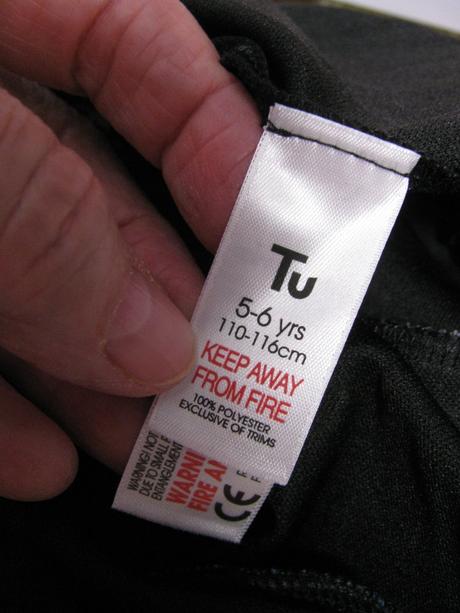 Tu
5-6 yrs
110-116cm
KEEP AWAY
FROM FIRE
100% POLYESTER
EXCLUSIVE OF TRIMS
WARNING! NOT
DUE TO SMALL
ENTANGLEMENT
WARNI
FIRE A
CE